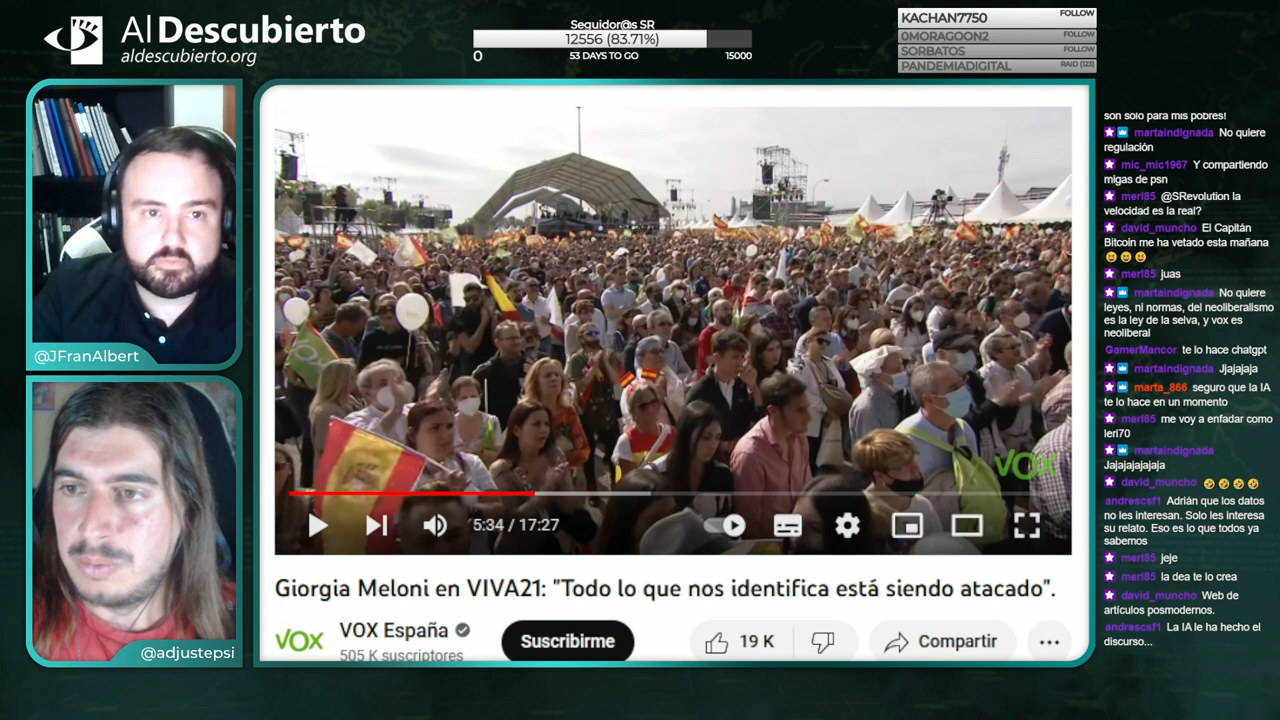 Al Descubierto
aldescubierto.org
Seguidor@s SR
12556 (83.71%)
0 53 DAYS TO GO 15000
KACHAN7750 FOLLOW
0MORAGOON2 FOLLOW
SORBATOS FOLLOW
PANDEMIADIGITAL RAID (123)
@JFranAlbert
@adjustepsi
VOX
5:34 / 17:27
Giorgia Meloni en VIVA21: "Todo lo que nos identifica está siendo atacado".
VOX
VOX España
505 K suscriptores
Suscribirme
19 K
Compartir
son solo para mis pobres!
martaindignada No quiere
regulación
mic_mic1967 Y compartiendo
migas de psn
merl85 @SRevolution la
velocidad es la real?
david_muncho El Capitán
Bitcoin me ha vetado esta mañana
merl85 juas
martaindignada No quiere
leyes, ni normas, del neoliberalismo
es la ley de la selva, y vox es
neoliberal
GamerMancor te lo hace chatgpt
martaindignada Jjajajaja
marta_866 seguro que la IA
te lo hace en un momento
merl85 me voy a enfadar como
leri70
martaindignada
Jajajajajajaja
david_muncho
andrescsf1 Adrián que los datos
no les interesan. Solo les interesa
su relato. Eso es lo que todos ya
sabemos
merl85 jeje
merl85 la dea te lo crea
david_muncho Web de
artículos posmodernos.
andrescsf1 La IA le ha hecho el
discurso...